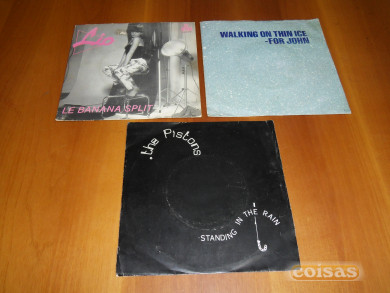 Lio
LE BANANA SPLIT
WALKING ON THIN ICE
-FOR JOHN
.the Pistons
STANDING IN THE RAIN
coisas